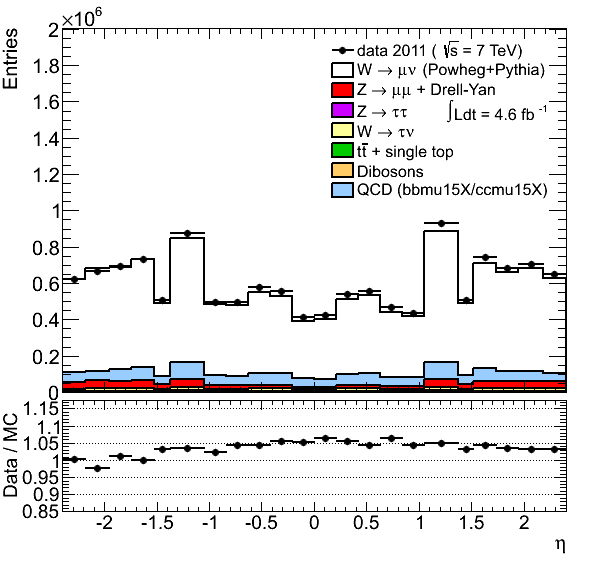 2×10⁶
Entries
1.8
1.6
1.4
1.2
1
0.8
0.6
0.4
0.2
0
data 2011 ( √s = 7 TeV)
W → μν (Powheg+Pythia)
Z → μμ + Drell-Yan
Z → ττ ∫Ldt = 4.6 fb⁻¹
W → τν
tt̅ + single top
Dibosons
QCD (bbmu15X/ccmu15X)
Data / MC
1.15
1.1
1.05
1
0.95
0.9
0.85
-2 -1.5 -1 -0.5 0 0.5 1 1.5 2
η